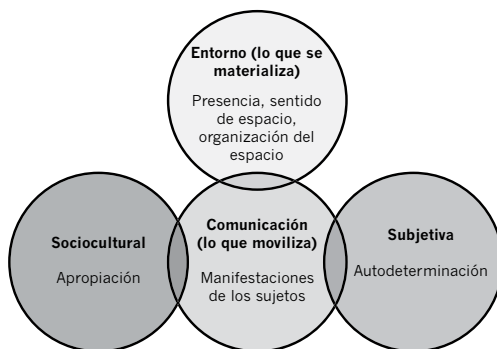 Entorno (lo que se
materializa)
Presencia, sentido
de espacio,
organización del
espacio
Sociocultural
Apropiación
Comunicación
(lo que moviliza)
Manifestaciones
de los sujetos
Subjetiva
Autodeterminación